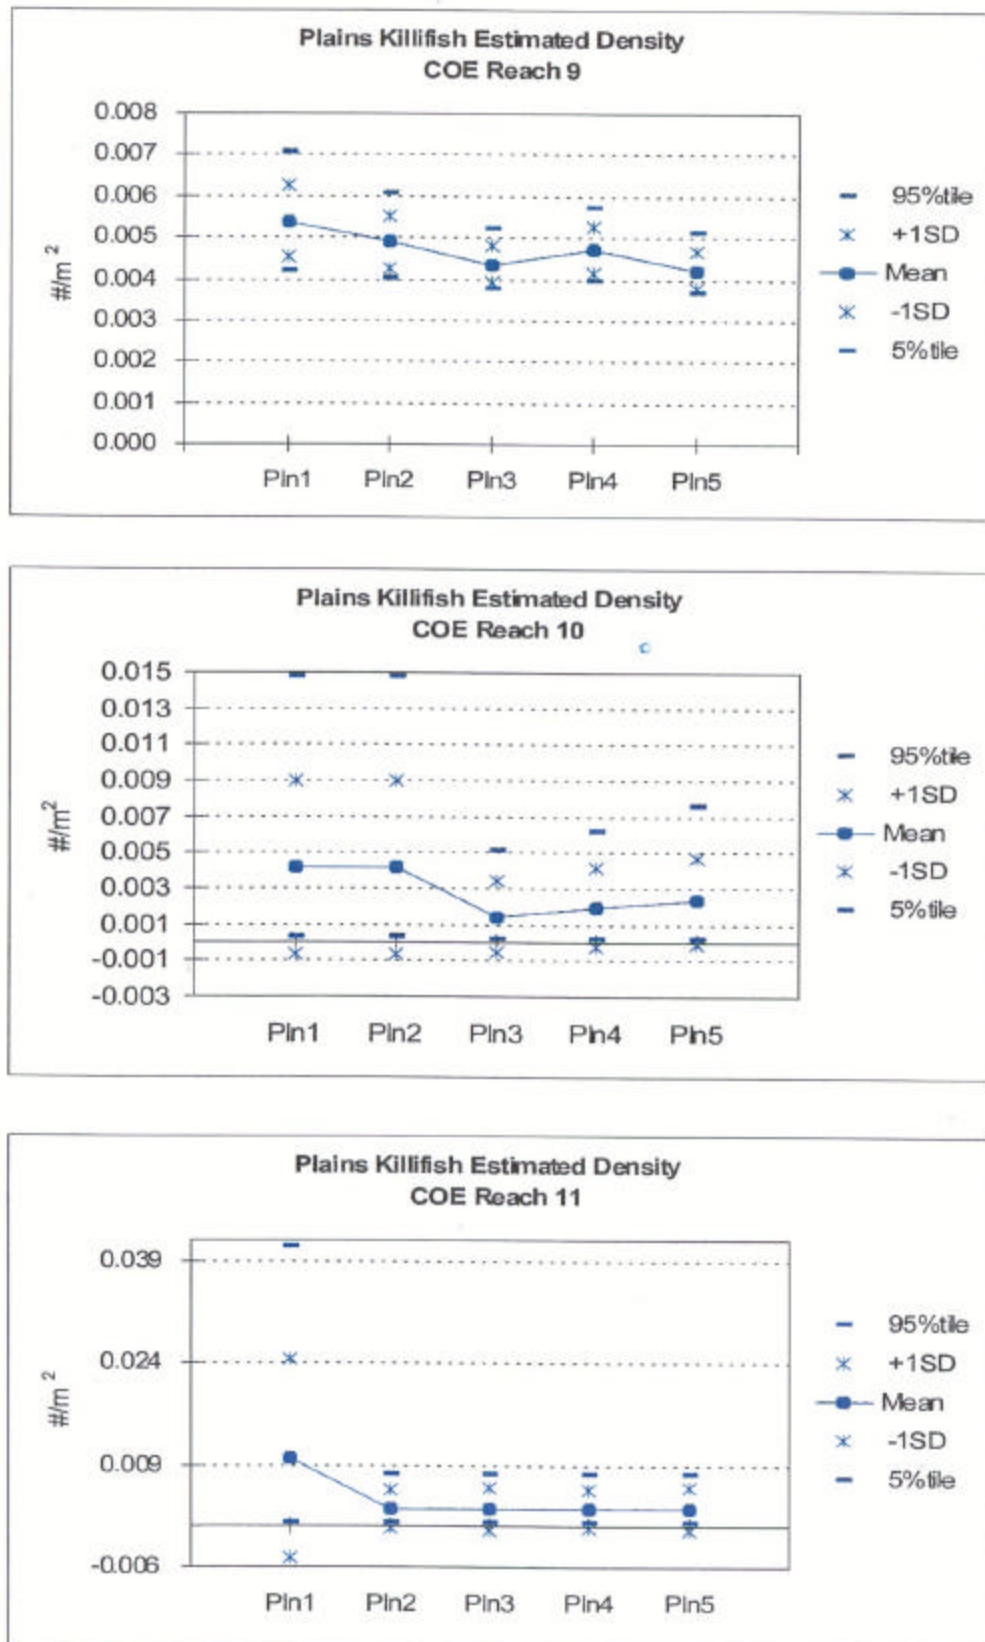 Plains Killifish Estimated Density
COE Reach 9
0.008
0.007
0.006
0.005
0.004
0.003
0.002
0.001
0.000
#/m²
Pln1 Pln2 Pln3 Pln4 Pln5
95%tile
+1SD
Mean
-1SD
5%tile
Plains Killifish Estimated Density
COE Reach 10
0.015
0.013
0.011
0.009
0.007
0.005
0.003
0.001
-0.001
-0.003
#/m²
Pln1 Pln2 Pln3 Pln4 Pln5
95%tile
+1SD
Mean
-1SD
5%tile
Plains Killifish Estimated Density
COE Reach 11
0.039
0.024
0.009
-0.006
#/m²
Pln1 Pln2 Pln3 Pln4 Pln5
95%tile
+1SD
Mean
-1SD
5%tile